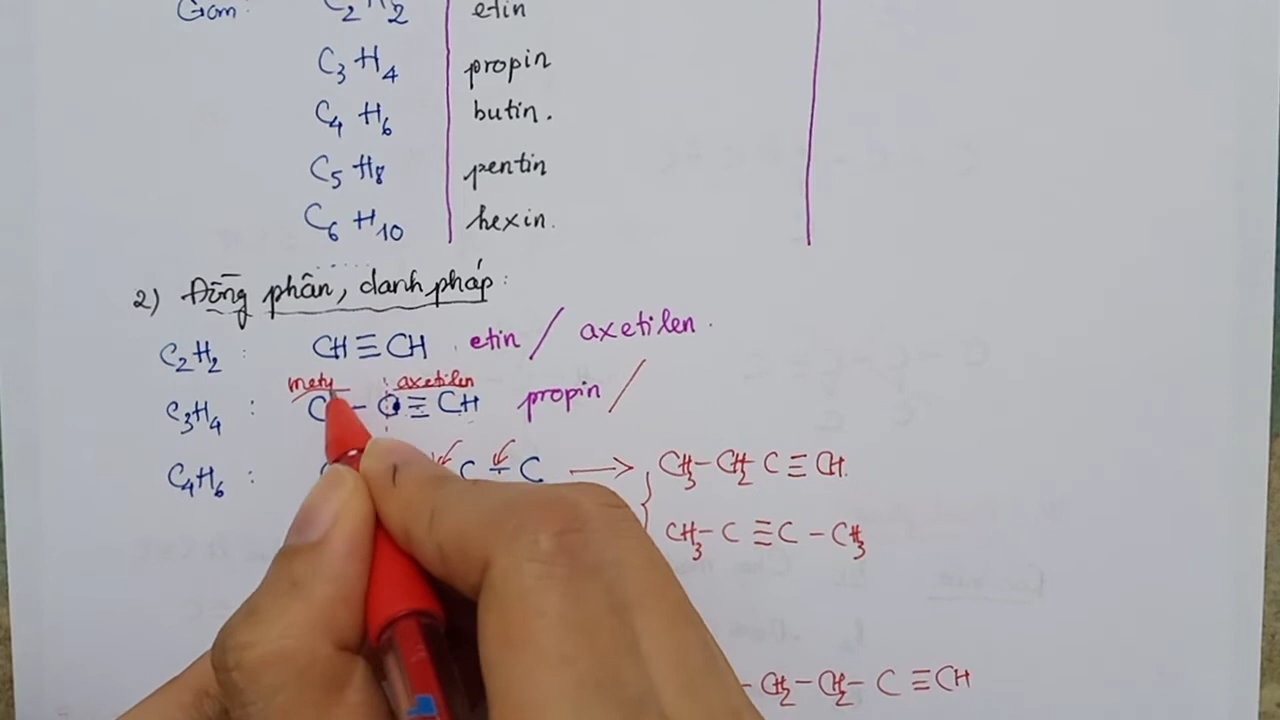 Gồm: C2H2 etin
C3H4 propin
C4H6 butin.
C5H8 pentin
C6H10 hexin.
....
2) Đồng phân, danh pháp:
C2H2 : CH≡CH etin / axetilen.
mety axetilen
C3H4 : C - C≡CH propin /
C4H6 : C - C → CH3-CH2 C≡CH
CH3-C≡C-CH3
-CH2-CH2-C≡CH